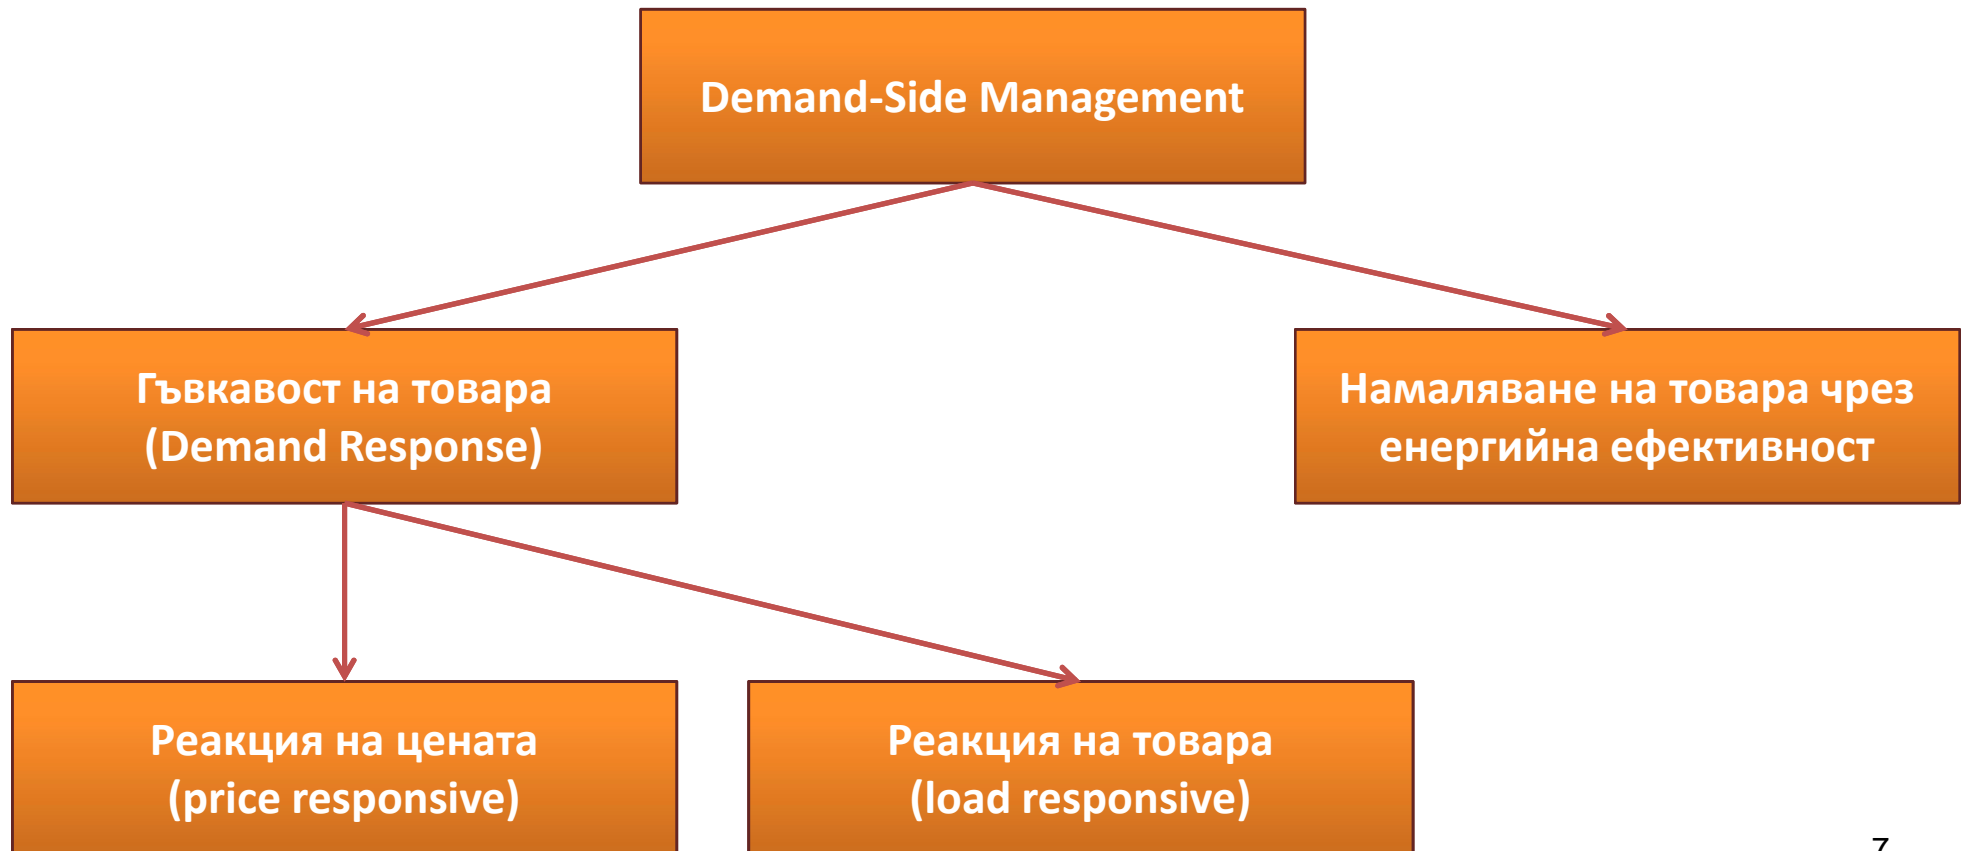 Demand-Side Management
Гъвкавост на товара
(Demand Response)
Намаляване на товара чрез
енергийна ефективност
Реакция на цената
(price responsive)
Реакция на товара
(load responsive)
7